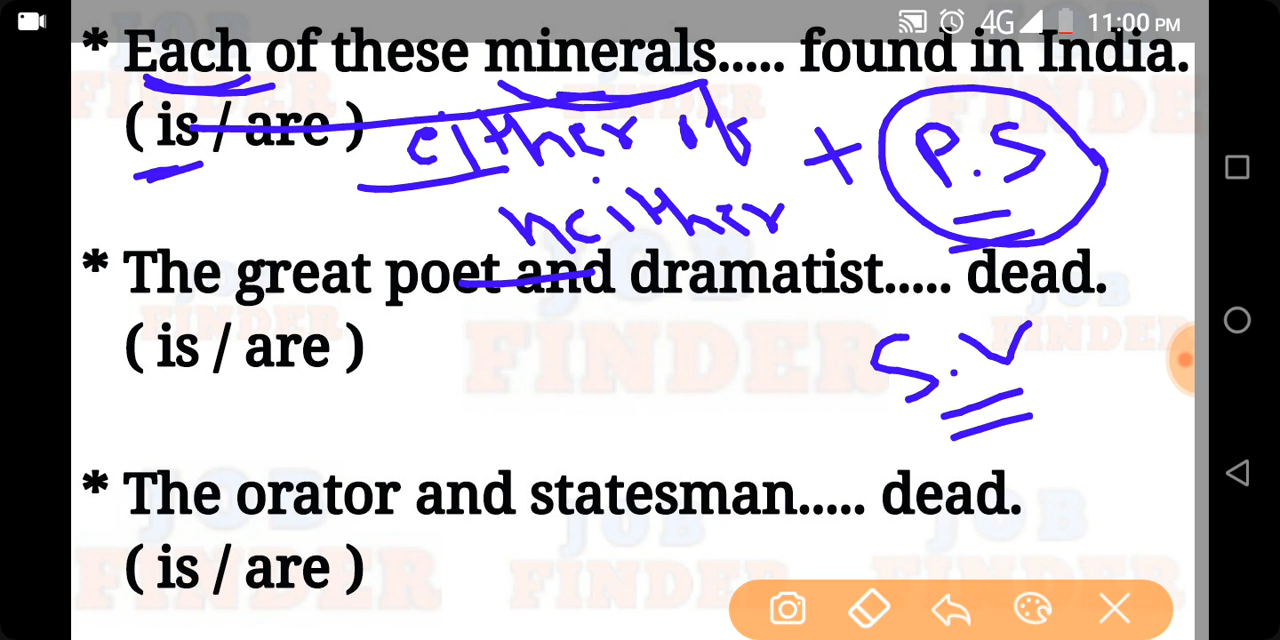 4G 11:00 PM
* Each of these minerals..... found in India.
( is / are )
either of + P.S
neither
* The great poet and dramatist..... dead.
( is / are )
S.V
* The orator and statesman..... dead.
( is / are )
JOB FINDER